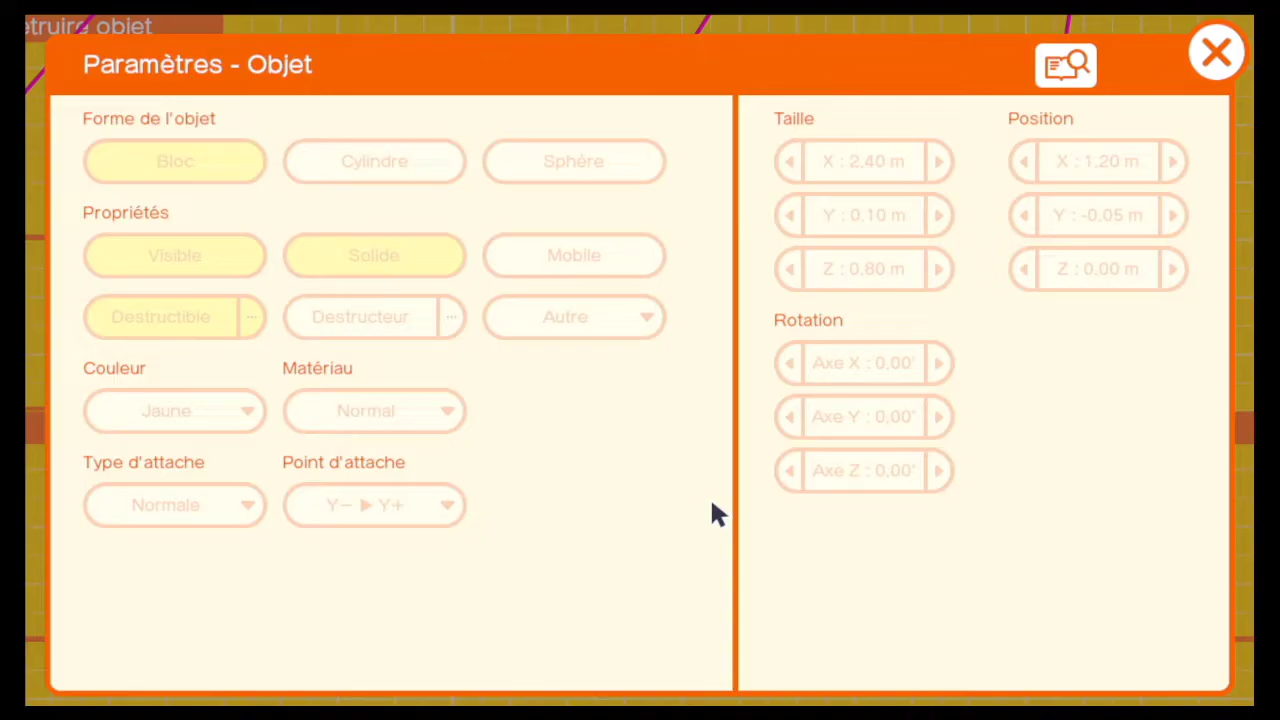 truire objet
Paramètres - Objet
Forme de l'objet
Bloc Cylindre Sphère
Propriétés
Visible Solide Mobile
Destructible ... Destructeur ... Autre
Couleur Matériau
Jaune Normal
Type d'attache Point d'attache
Normale Y− ▶ Y+
Taille Position
X : 2,40 m X : 1,20 m
Y : 0,10 m Y : -0,05 m
Z : 0,80 m Z : 0,00 m
Rotation
Axe X : 0,00°
Axe Y : 0,00°
Axe Z : 0,00°